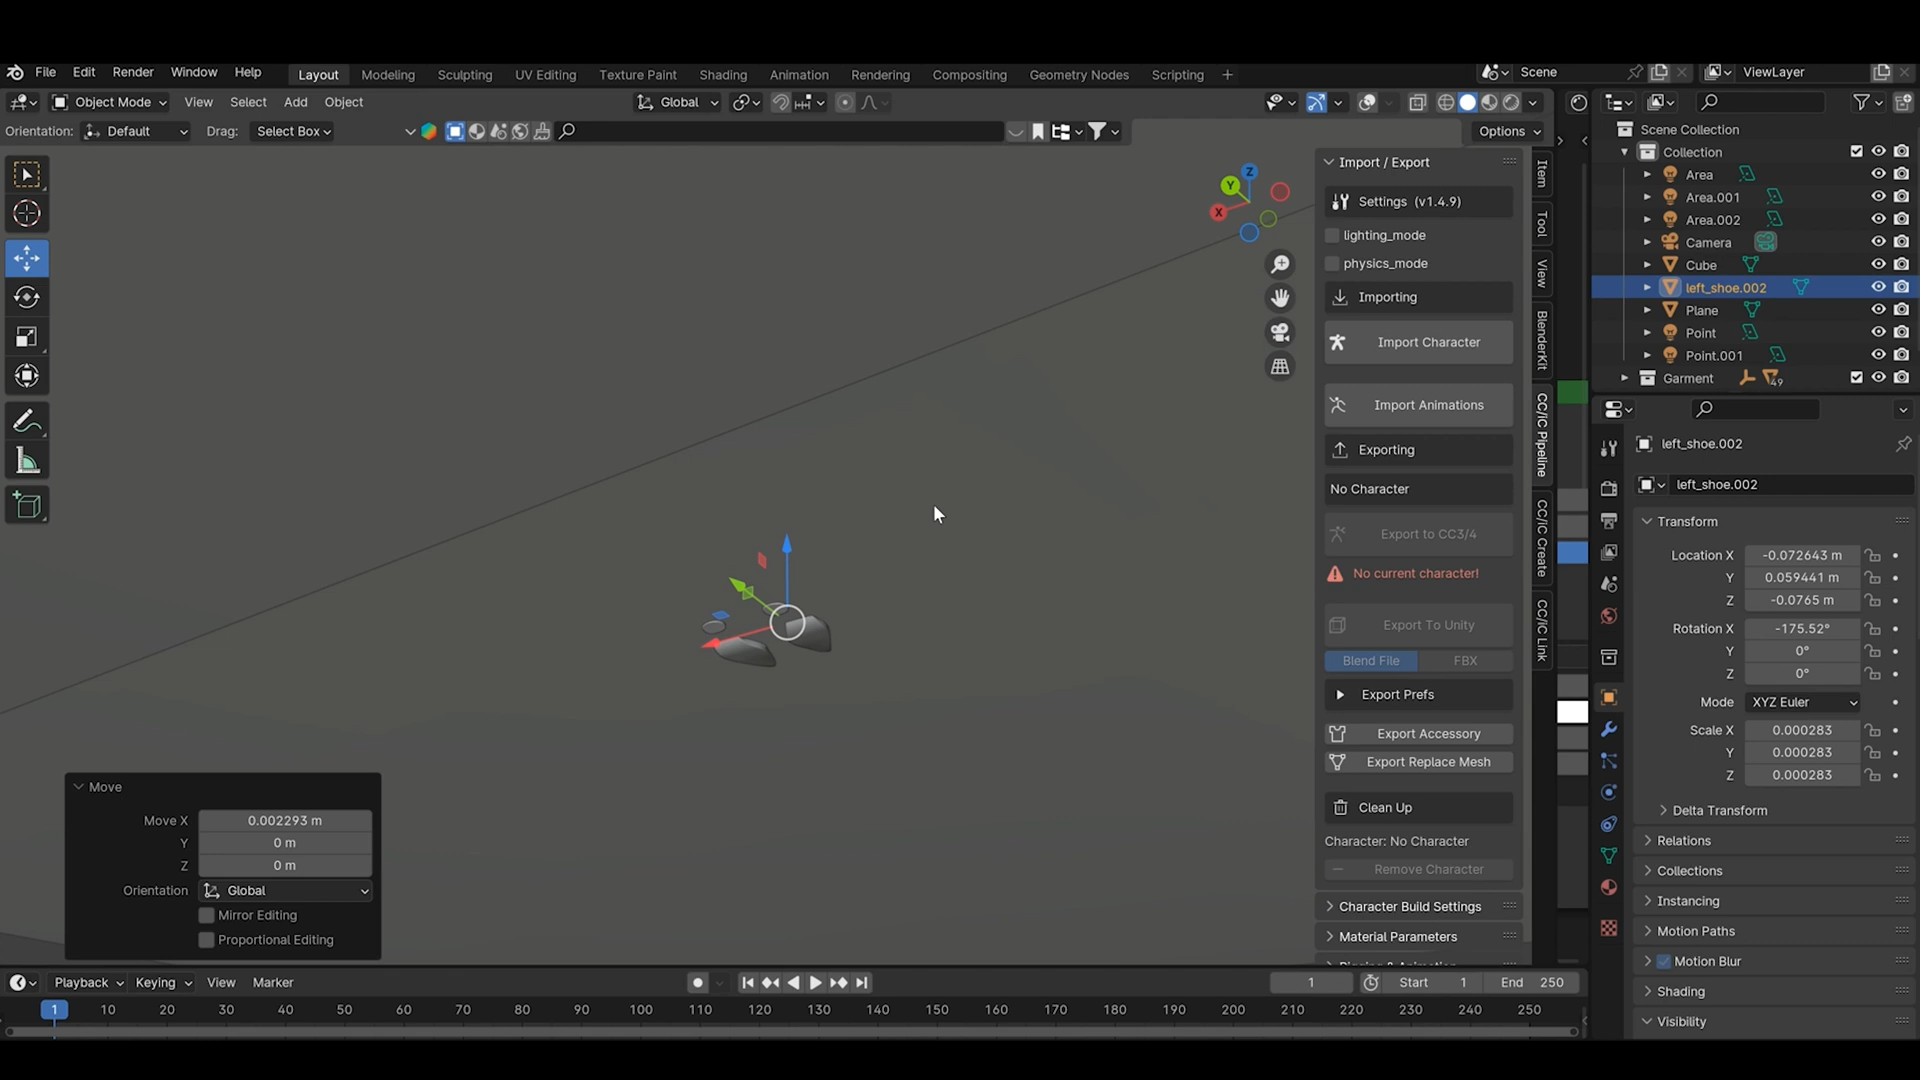 File Edit Render Window Help Layout Modeling Sculpting UV Editing Texture Paint Shading Animation Rendering Compositing Geometry Nodes Scripting + Scene ViewLayer
Object Mode View Select Add Object Global
Orientation: Default Drag: Select Box Options
Scene Collection
Collection
Area
Area.001
Area.002
Camera
Cube
left_shoe.002
Plane
Point
Point.001
Garment 49
Z
Y
X
Import / Export
Settings (v1.4.9)
lighting_mode
physics_mode
Importing
Import Character
Import Animations
Exporting
No Character
Export to CC3/4
No current character!
Export To Unity
Blend File FBX
Export Prefs
Export Accessory
Export Replace Mesh
Clean Up
Character: No Character
Remove Character
Character Build Settings
Material Parameters
Item
Tool
View
BlenderKit
CC/iC Pipeline
CC/iC Create
CC/iC Link
left_shoe.002
left_shoe.002
Transform
Location X -0.072643 m
Y 0.059441 m
Z -0.0765 m
Rotation X -175.52°
Y 0°
Z 0°
Mode XYZ Euler
Scale X 0.000283
Y 0.000283
Z 0.000283
Delta Transform
Relations
Collections
Instancing
Motion Paths
Motion Blur
Shading
Visibility
Move
Move X 0.002293 m
Y 0 m
Z 0 m
Orientation Global
Mirror Editing
Proportional Editing
Playback Keying View Marker 1 Start 1 End 250
1 10 20 30 40 50 60 70 80 90 100 110 120 130 140 150 160 170 180 190 200 210 220 230 240 250